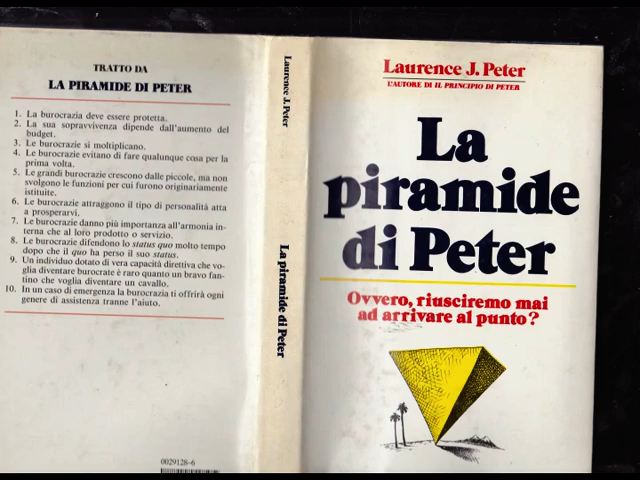 TRATTO DA
LA PIRAMIDE DI PETER
1. La burocrazia deve essere protetta.
2. La sua sopravvivenza dipende dall'aumento del
budget.
3. Le burocrazie si moltiplicano.
4. Le burocrazie evitano di fare qualunque cosa per la
prima volta.
5. Le grandi burocrazie crescono dalle piccole, ma non
svolgono le funzioni per cui furono originariamente
istituite.
6. Le burocrazie attraggono il tipo di personalità atta
a prosperarvi.
7. Le burocrazie danno più importanza all'armonia in-
terna che al loro prodotto o servizio.
8. Le burocrazie difendono lo status quo molto tempo
dopo che il quo ha perso il suo status.
9. Un individuo dotato di vera capacità direttiva che vo-
glia diventare burocrate è raro quanto un bravo fan-
tino che voglia diventare un cavallo.
10. In un caso di emergenza la burocrazia ti offrirà ogni
genere di assistenza tranne l'aiuto.
0029128-6
Laurence J. Peter
La piramide di Peter
Laurence J. Peter
L'AUTORE DI IL PRINCIPIO DI PETER
La
piramide
di Peter
Ovvero, riusciremo mai
ad arrivare al punto?